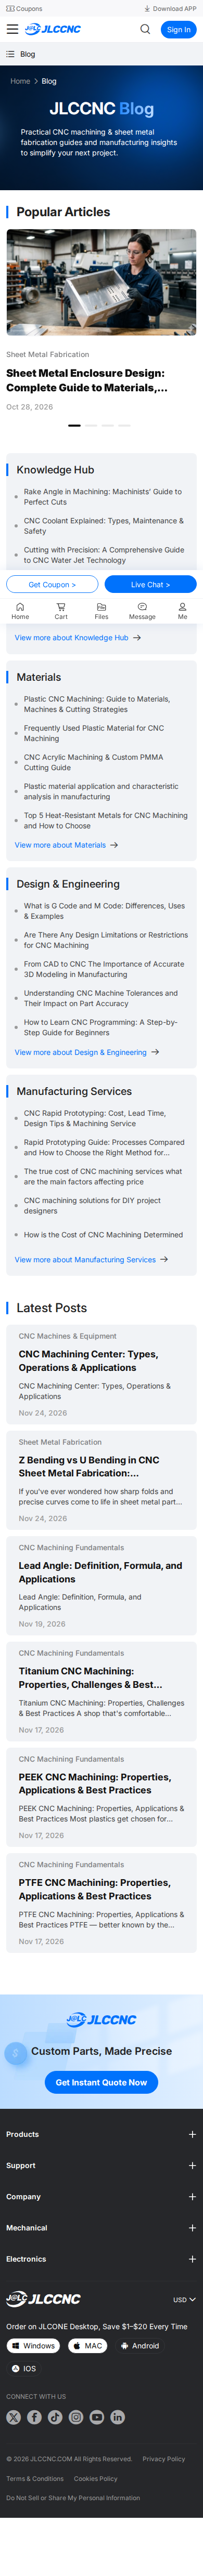 Coupons
Download APP
JLCCNC
Sign In
Blog
Home > Blog
JLCCNC Blog
Practical CNC machining & sheet metal
fabrication guides and manufacturing insights
to simplify your next project.
Popular Articles
Sheet Metal Fabrication
Sheet Metal Enclosure Design:
Complete Guide to Materials,...
Oct 28, 2026
Knowledge Hub
Rake Angle in Machining: Machinists' Guide to
Perfect Cuts
CNC Coolant Explained: Types, Maintenance &
Safety
Cutting with Precision: A Comprehensive Guide
to CNC Water Jet Technology
Get Coupon >
Live Chat >
Home
Cart
Files
Message
Me
View more about Knowledge Hub
Materials
Plastic CNC Machining: Guide to Materials,
Machines & Cutting Strategies
Frequently Used Plastic Material for CNC
Machining
CNC Acrylic Machining & Custom PMMA
Cutting Guide
Plastic material application and characteristic
analysis in manufacturing
Top 5 Heat-Resistant Metals for CNC Machining
and How to Choose
View more about Materials
Design & Engineering
What is G Code and M Code: Differences, Uses
& Examples
Are There Any Design Limitations or Restrictions
for CNC Machining
From CAD to CNC The Importance of Accurate
3D Modeling in Manufacturing
Understanding CNC Machine Tolerances and
Their Impact on Part Accuracy
How to Learn CNC Programming: A Step-by-
Step Guide for Beginners
View more about Design & Engineering
Manufacturing Services
CNC Rapid Prototyping: Cost, Lead Time,
Design Tips & Machining Service
Rapid Prototyping Guide: Processes Compared
and How to Choose the Right Method for...
The true cost of CNC machining services what
are the main factors affecting price
CNC machining solutions for DIY project
designers
How is the Cost of CNC Machining Determined
View more about Manufacturing Services
Latest Posts
CNC Machines & Equipment
CNC Machining Center: Types,
Operations & Applications
CNC Machining Center: Types, Operations &
Applications
Nov 24, 2026
Sheet Metal Fabrication
Z Bending vs U Bending in CNC
Sheet Metal Fabrication:...
If you've ever wondered how sharp folds and
precise curves come to life in sheet metal part...
Nov 24, 2026
CNC Machining Fundamentals
Lead Angle: Definition, Formula, and
Applications
Lead Angle: Definition, Formula, and
Applications
Nov 19, 2026
CNC Machining Fundamentals
Titanium CNC Machining:
Properties, Challenges & Best...
Titanium CNC Machining: Properties, Challenges
& Best Practices A shop that's comfortable...
Nov 17, 2026
CNC Machining Fundamentals
PEEK CNC Machining: Properties,
Applications & Best Practices
PEEK CNC Machining: Properties, Applications &
Best Practices Most plastics get chosen for...
Nov 17, 2026
CNC Machining Fundamentals
PTFE CNC Machining: Properties,
Applications & Best Practices
PTFE CNC Machining: Properties, Applications &
Best Practices PTFE — better known by the...
Nov 17, 2026
JLCCNC
Custom Parts, Made Precise
Get Instant Quote Now
Products
Support
Company
Mechanical
Electronics
JLCCNC
USD
Order on JLCONE Desktop, Save $1–$20 Every Time
Windows
MAC
Android
IOS
CONNECT WITH US
© 2026 JLCCNC.COM All Rights Reserved.
Privacy Policy
Terms & Conditions
Cookies Policy
Do Not Sell or Share My Personal Information